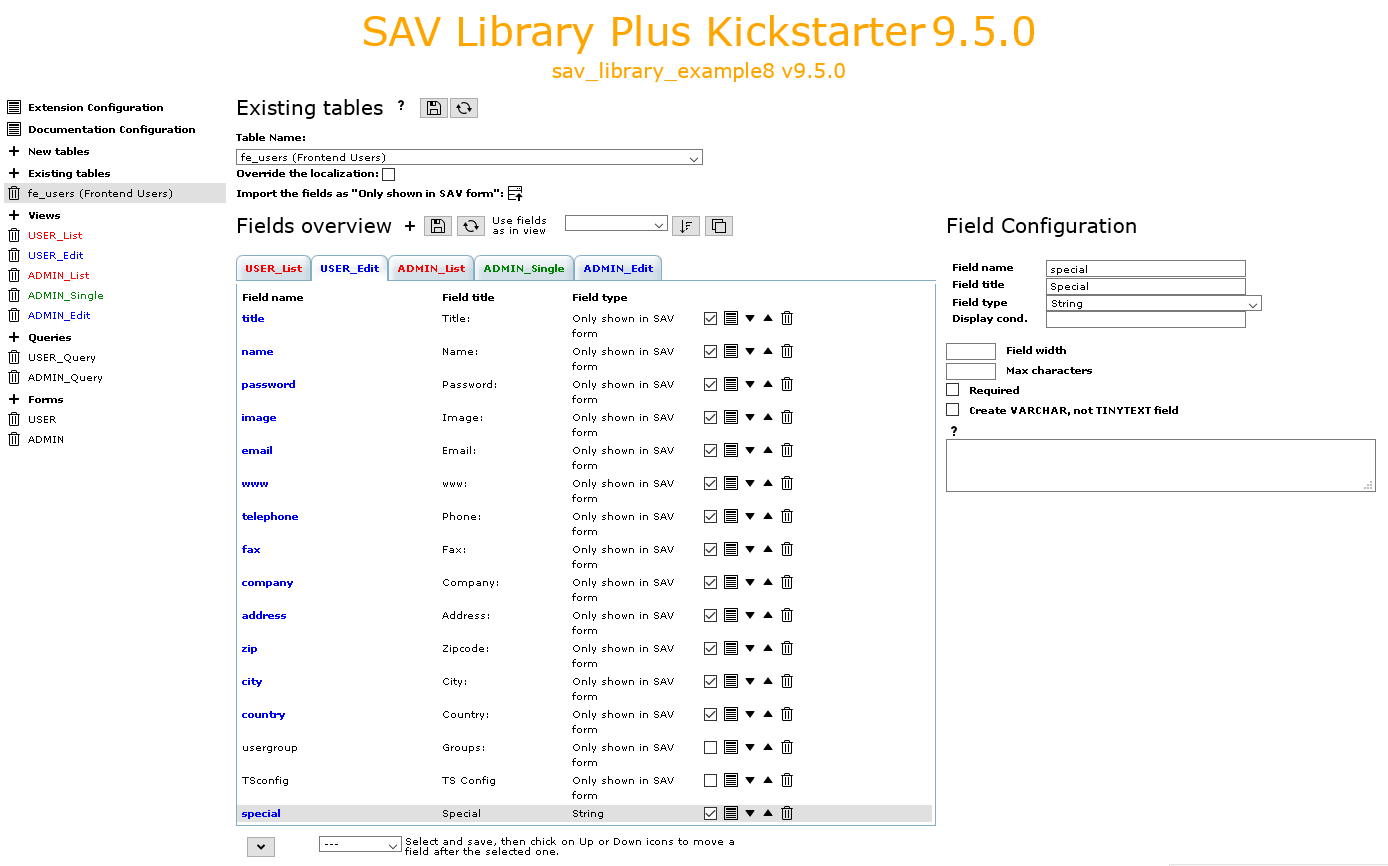 SAV Library Plus Kickstarter 9.5.0
sav_library_example8 v9.5.0
Extension Configuration
Documentation Configuration
New tables
Existing tables
fe_users (Frontend Users)
Views
USER_List
USER_Edit
ADMIN_List
ADMIN_Single
ADMIN_Edit
Queries
USER_Query
ADMIN_Query
Forms
USER
ADMIN
Existing tables ?
Table Name:
fe_users (Frontend Users)
Override the localization:
Import the fields as "Only shown in SAV form":
Fields overview + Use fields
as in view
USER_List USER_Edit ADMIN_List ADMIN_Single ADMIN_Edit
Field name Field title Field type
title Title: Only shown in SAV
form
name Name: Only shown in SAV
form
password Password: Only shown in SAV
form
image Image: Only shown in SAV
form
email Email: Only shown in SAV
form
www www: Only shown in SAV
form
telephone Phone: Only shown in SAV
form
fax Fax: Only shown in SAV
form
company Company: Only shown in SAV
form
address Address: Only shown in SAV
form
zip Zipcode: Only shown in SAV
form
city City: Only shown in SAV
form
country Country: Only shown in SAV
form
usergroup Groups: Only shown in SAV
form
TSconfig TS Config Only shown in SAV
form
special Special String
--- Select and save, then chick on Up or Down icons to move a
field after the selected one.
Field Configuration
Field name special
Field title Special
Field type String
Display cond.
Field width
Max characters
Required
Create VARCHAR, not TINYTEXT field
?